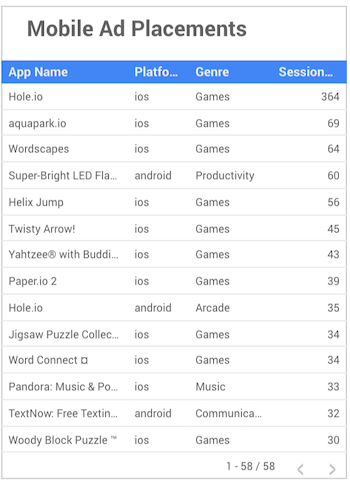 Mobile Ad Placements
App Name Platfo... Genre Session...
Hole.io ios Games 364
aquapark.io ios Games 69
Wordscapes ios Games 64
Super-Bright LED Fla... android Productivity 60
Helix Jump ios Games 56
Twisty Arrow! ios Games 45
Yahtzee® with Buddi... ios Games 43
Paper.io 2 ios Games 39
Hole.io android Arcade 35
Jigsaw Puzzle Collec... ios Games 34
Word Connect ¤ ios Games 34
Pandora: Music & Po... ios Music 33
TextNow: Free Textin... android Communica... 32
Woody Block Puzzle ™ ios Games 30
1 - 58 / 58 < >